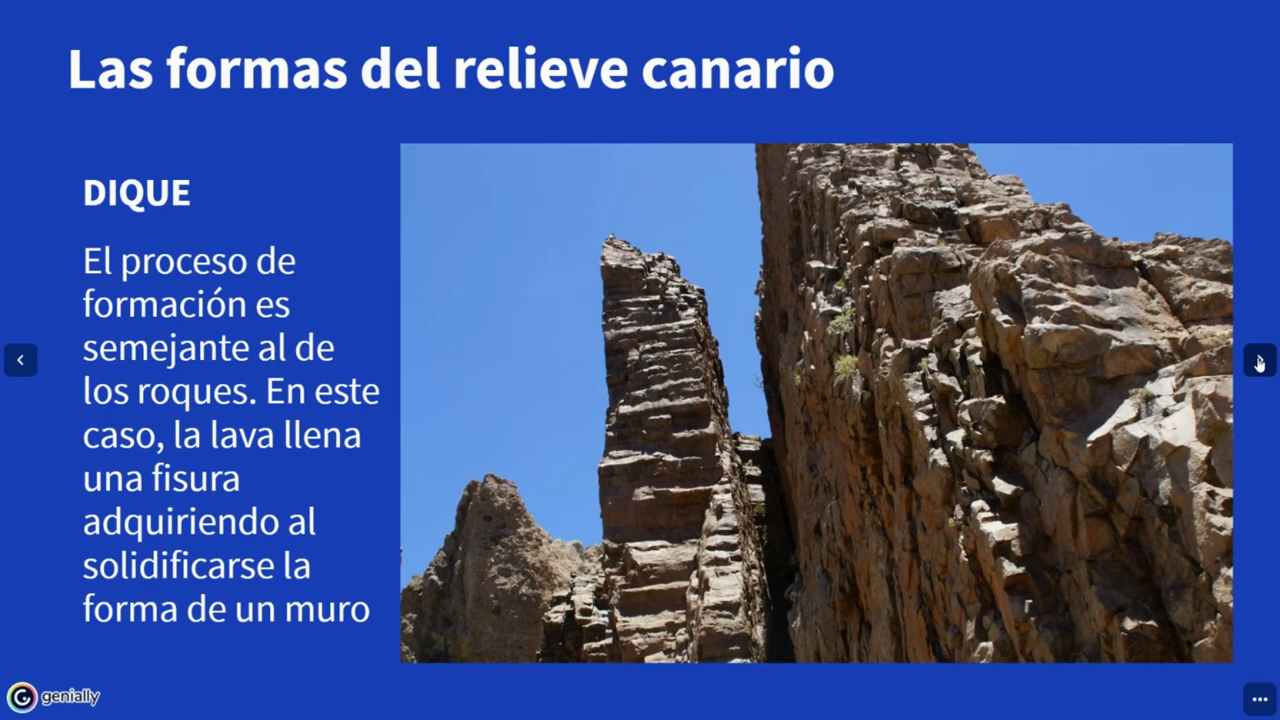 Las formas del relieve canario
DIQUE
El proceso de
formación es
semejante al de
los roques. En este
caso, la lava llena
una fisura
adquiriendo al
solidificarse la
forma de un muro
genially